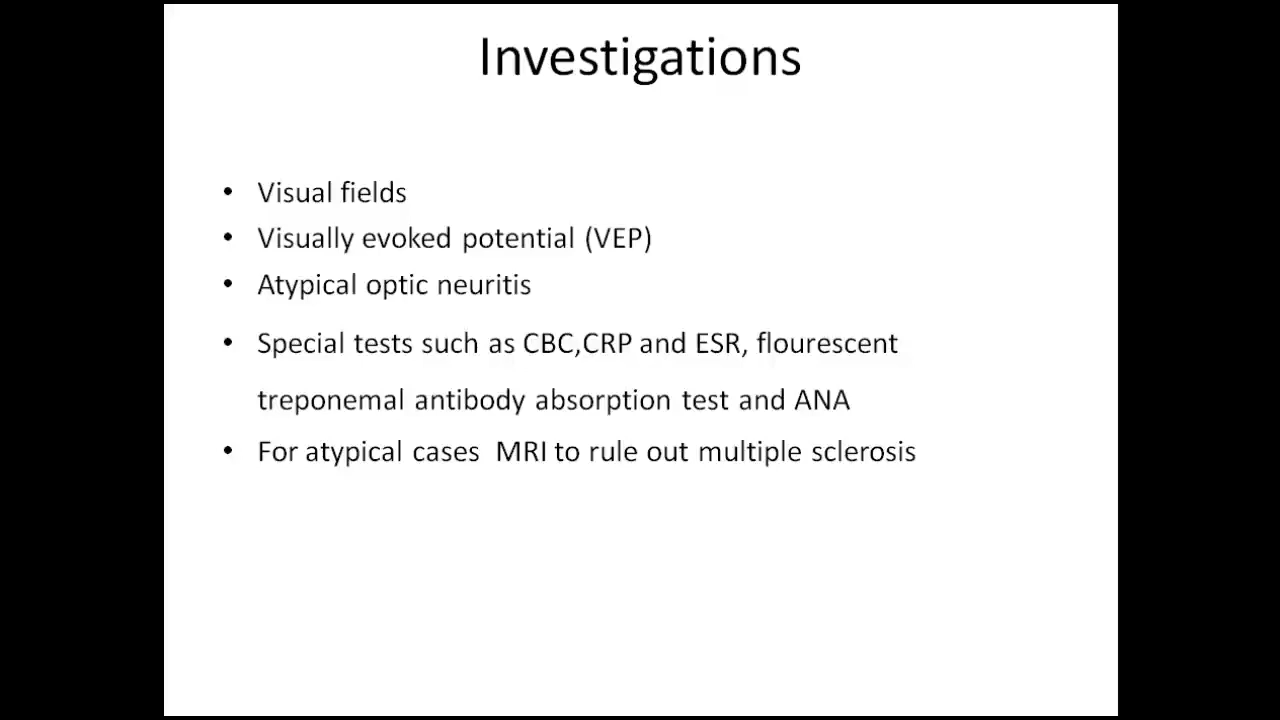 Investigations
• Visual fields
• Visually evoked potential (VEP)
• Atypical optic neuritis
• Special tests such as CBC,CRP and ESR, flourescent
treponemal antibody absorption test and ANA
• For atypical cases  MRI to rule out multiple sclerosis